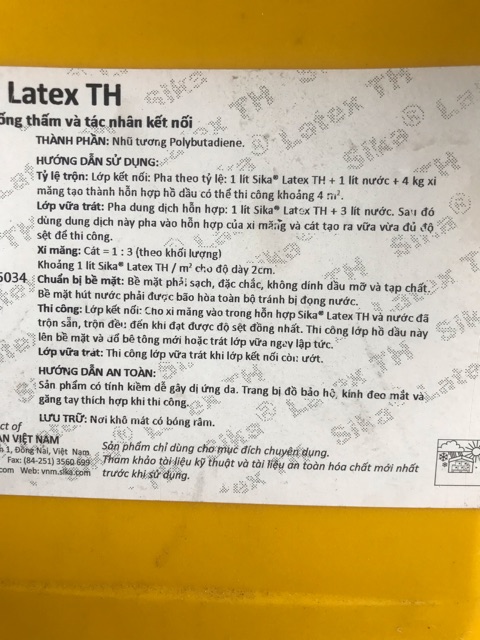 Latex TH
ống thấm và tác nhân kết nối
THÀNH PHẦN: Nhũ tương Polybutadiene.
HƯỚNG DẪN SỬ DỤNG:
Tỷ lệ trộn: Lớp kết nối: Pha theo tỷ lệ: 1 lít Sika® Latex TH + 1 lít nước + 4 kg xi
măng tạo thành hỗn hợp hồ dầu có thể thi công khoảng 4 m².
Lớp vữa trát: Pha dung dịch hỗn hợp: 1 lít Sika® Latex TH + 3 lít nước. Sau đó
dùng dung dịch này pha vào hỗn hợp của xi măng và cát tạo ra vữa vừa đủ độ
sệt để thi công.
Xi măng: Cát = 1 : 3 (theo khối lượng)
Khoảng 1 lít Sika® Latex TH / m² cho độ dày 2cm.
5034
Chuẩn bị bề mặt: Bề mặt phải sạch, đặc chắc, không dính dầu mỡ và tạp chất.
Bề mặt hút nước phải được bão hòa toàn bộ tránh bị đọng nước.
Thi công: Lớp kết nối: Cho xi măng vào trong hỗn hợp Sika® Latex TH và nước đã
trộn sẵn, trộn đều đến khi đạt được độ sệt đồng nhất. Thi công lớp hồ dầu này
lên bề mặt và đổ bê tông mới hoặc trát lớp vữa ngay lập tức.
Lớp vữa trát: Thi công lớp vữa trát khi lớp kết nối còn ướt.
HƯỚNG DẪN AN TOÀN:
Sản phẩm có tính kiềm dễ gây dị ứng da. Trang bị đồ bảo hộ, kính đeo mắt và
găng tay thích hợp khi thi công.
LƯU TRỮ: Nơi khô mát có bóng râm.
ct of
AN VIỆT NAM
h 1, Đồng Nai, Việt Nam
Fax: (84-251) 3560 699
com Web: vnm.sika.com
Sản phẩm chỉ dùng cho mục đích chuyên dụng.
Tham khảo tài liệu kỹ thuật và tài liệu an toàn hóa chất mới nhất
trước khi sử dụng.